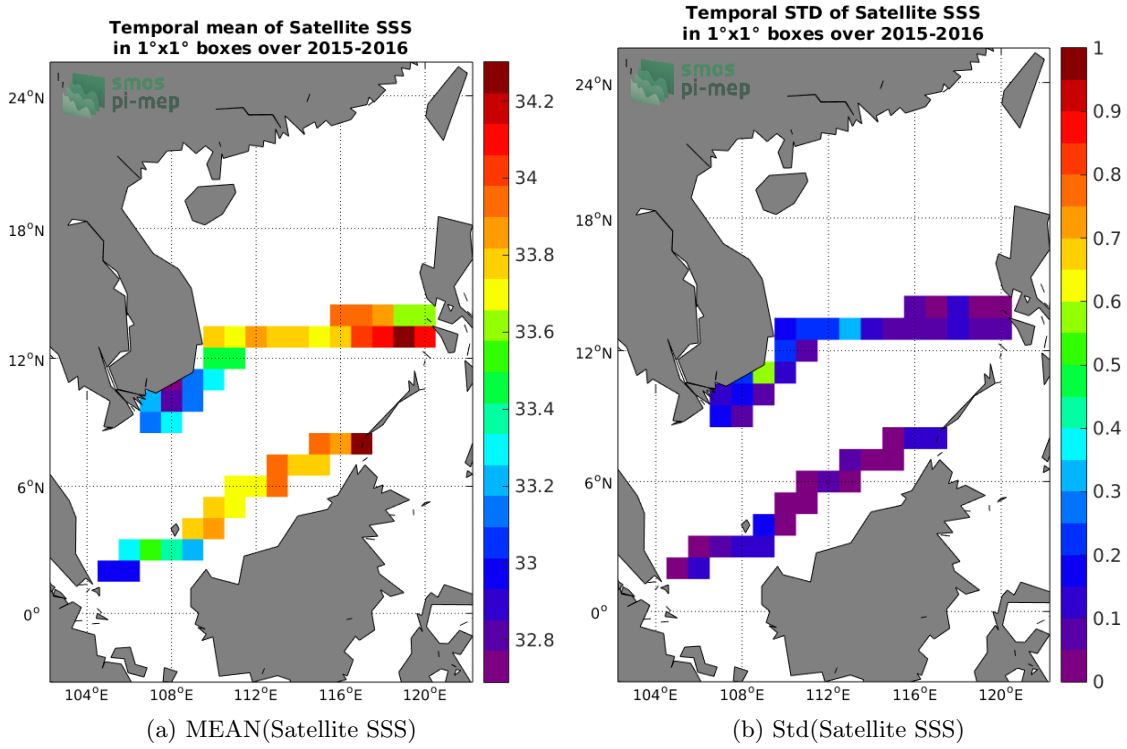 Temporal mean of Satellite SSS
in 1°x1° boxes over 2015-2016
smos
pi-mep
24°N
18°N
12°N
6°N
0°
104°E
108°E
112°E
116°E
120°E
34.2
34
33.8
33.6
33.4
33.2
33
32.8
(a) MEAN(Satellite SSS)
Temporal STD of Satellite SSS
in 1°x1° boxes over 2015-2016
smos
pi-mep
24°N
18°N
12°N
6°N
0°
104°E
108°E
112°E
116°E
120°E
1
0.9
0.8
0.7
0.6
0.5
0.4
0.3
0.2
0.1
0
(b) Std(Satellite SSS)